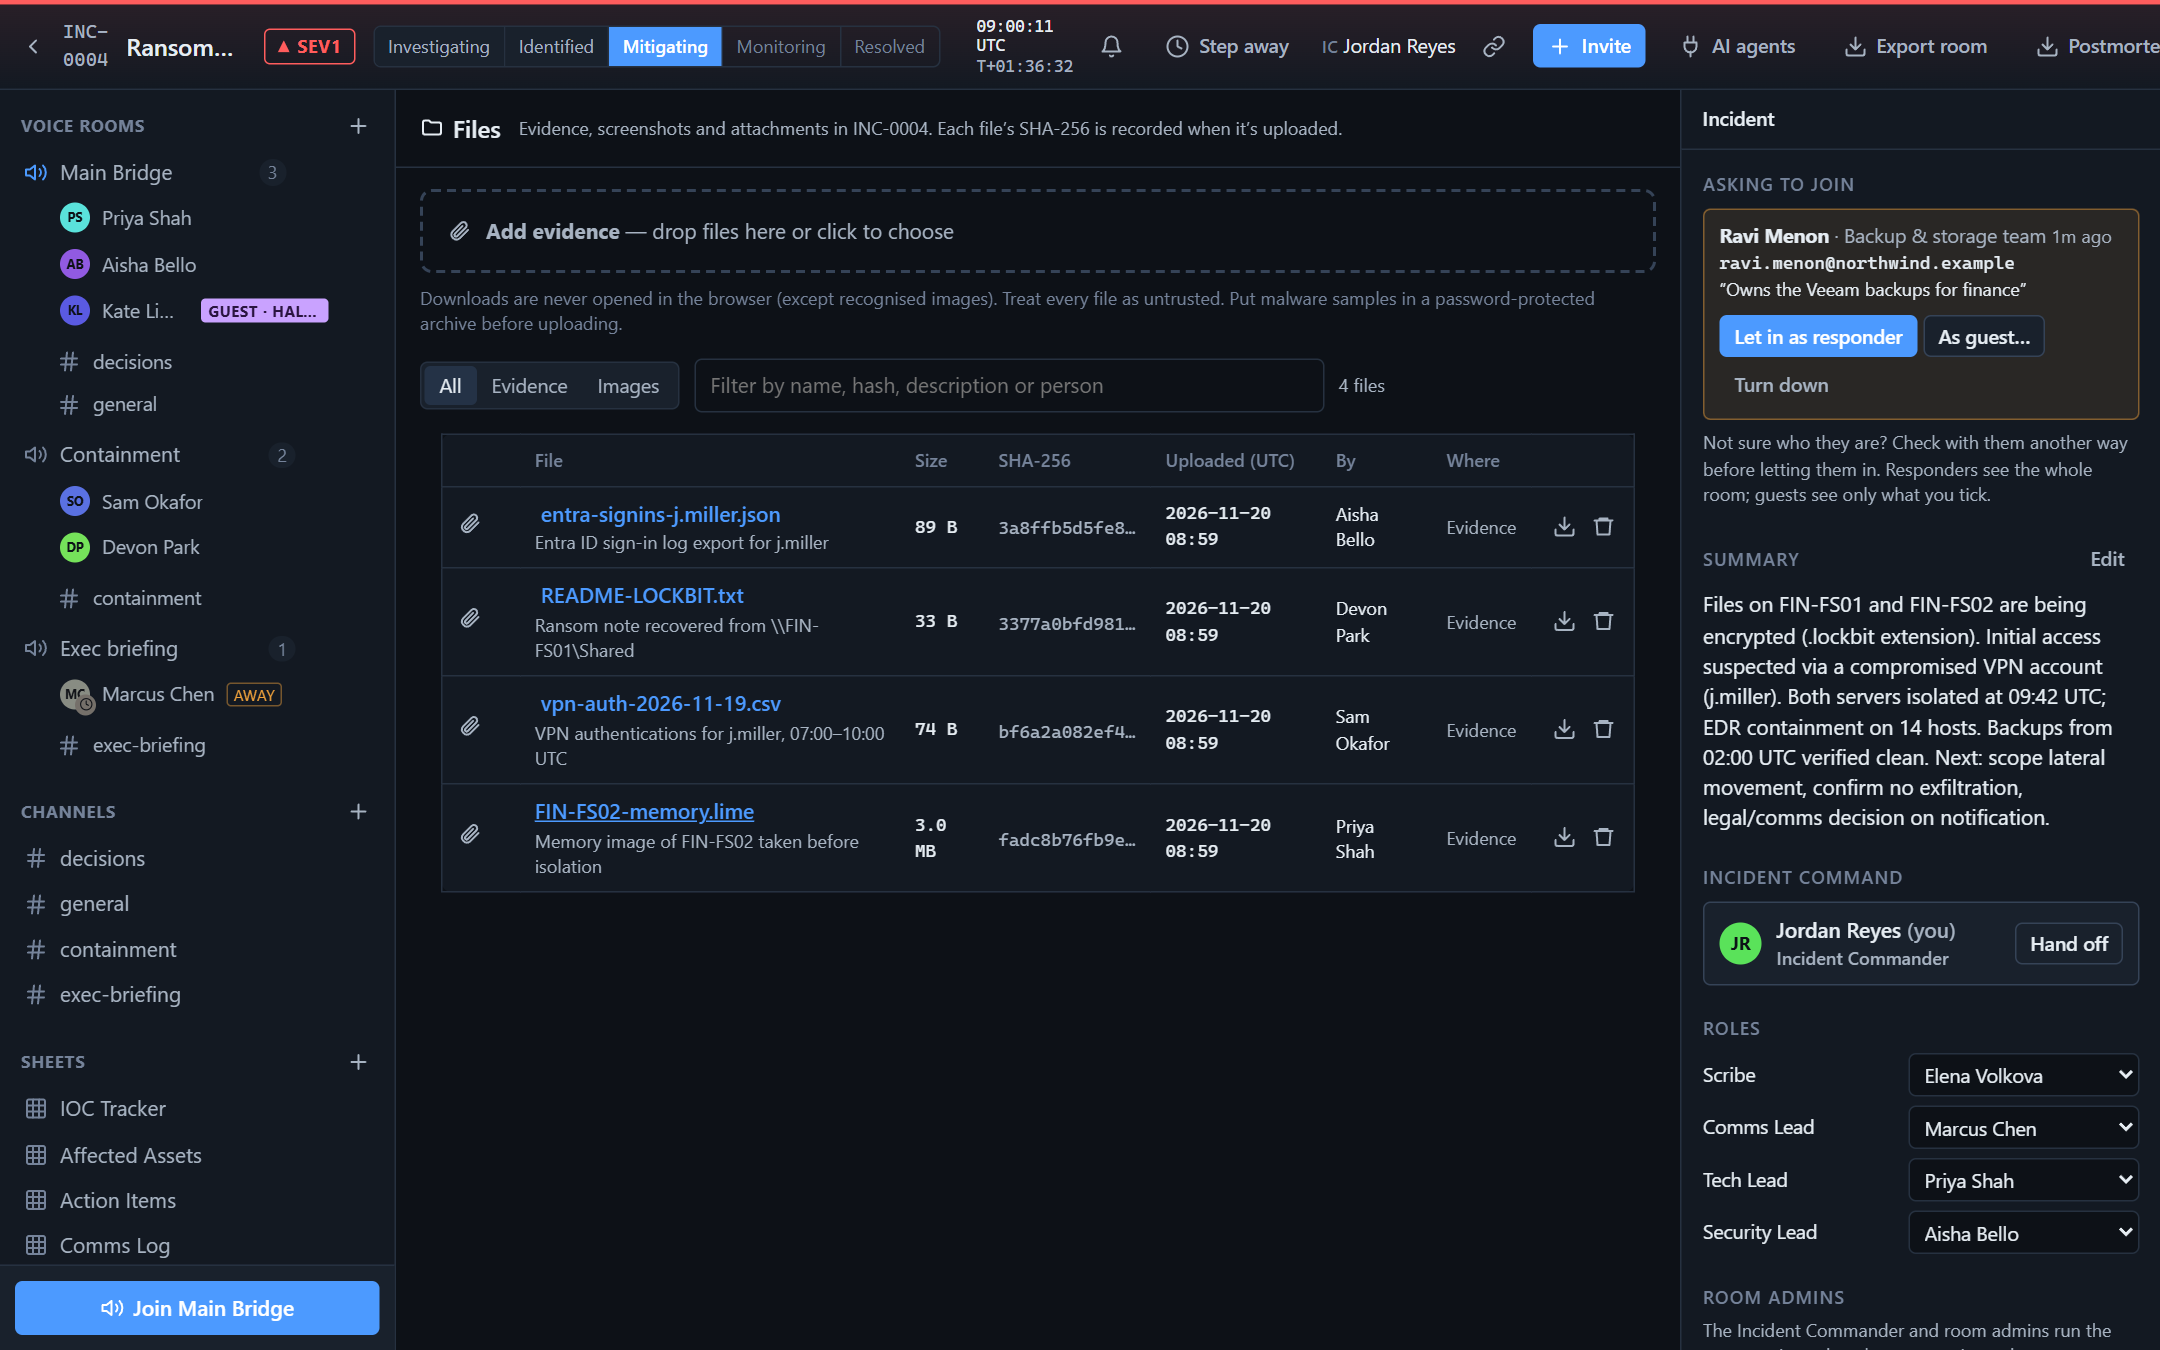 INC-
0004
Ransom...
▲ SEV1
Investigating
Identified
Mitigating
Monitoring
Resolved
09:00:11
UTC
T+01:36:32
Step away
IC Jordan Reyes
+ Invite
AI agents
Export room
Postmorte
VOICE ROOMS
Main Bridge
3
PS Priya Shah
AB Aisha Bello
KL Kate Li... GUEST · HAL...
# decisions
# general
Containment
2
SO Sam Okafor
DP Devon Park
# containment
Exec briefing
1
MC Marcus Chen AWAY
# exec-briefing
CHANNELS
# decisions
# general
# containment
# exec-briefing
SHEETS
IOC Tracker
Affected Assets
Action Items
Comms Log
Join Main Bridge
Files
Evidence, screenshots and attachments in INC-0004. Each file’s SHA-256 is recorded when it’s uploaded.
Add evidence — drop files here or click to choose
Downloads are never opened in the browser (except recognised images). Treat every file as untrusted. Put malware samples in a password-protected
archive before uploading.
All
Evidence
Images
Filter by name, hash, description or person
4 files
File
Size
SHA-256
Uploaded (UTC)
By
Where
entra-signins-j.miller.json
Entra ID sign-in log export for j.miller
89 B
3a8ffb5d5fe8…
2026-11-20
08:59
Aisha
Bello
Evidence
README-LOCKBIT.txt
Ransom note recovered from \\FIN-
FS01\Shared
33 B
3377a0bfd981…
2026-11-20
08:59
Devon
Park
Evidence
vpn-auth-2026-11-19.csv
VPN authentications for j.miller, 07:00–10:00
UTC
74 B
bf6a2a082ef4…
2026-11-20
08:59
Sam
Okafor
Evidence
FIN-FS02-memory.lime
Memory image of FIN-FS02 taken before
isolation
3.0
MB
fadc8b76fb9e…
2026-11-20
08:59
Priya
Shah
Evidence
Incident
ASKING TO JOIN
Ravi Menon · Backup & storage team 1m ago
ravi.menon@northwind.example
“Owns the Veeam backups for finance”
Let in as responder
As guest...
Turn down
Not sure who they are? Check with them another way
before letting them in. Responders see the whole
room; guests see only what you tick.
SUMMARY
Edit
Files on FIN-FS01 and FIN-FS02 are being
encrypted (.lockbit extension). Initial access
suspected via a compromised VPN account
(j.miller). Both servers isolated at 09:42 UTC;
EDR containment on 14 hosts. Backups from
02:00 UTC verified clean. Next: scope lateral
movement, confirm no exfiltration,
legal/comms decision on notification.
INCIDENT COMMAND
JR
Jordan Reyes (you)
Incident Commander
Hand off
ROLES
Scribe
Elena Volkova
Comms Lead
Marcus Chen
Tech Lead
Priya Shah
Security Lead
Aisha Bello
ROOM ADMINS
The Incident Commander and room admins run the